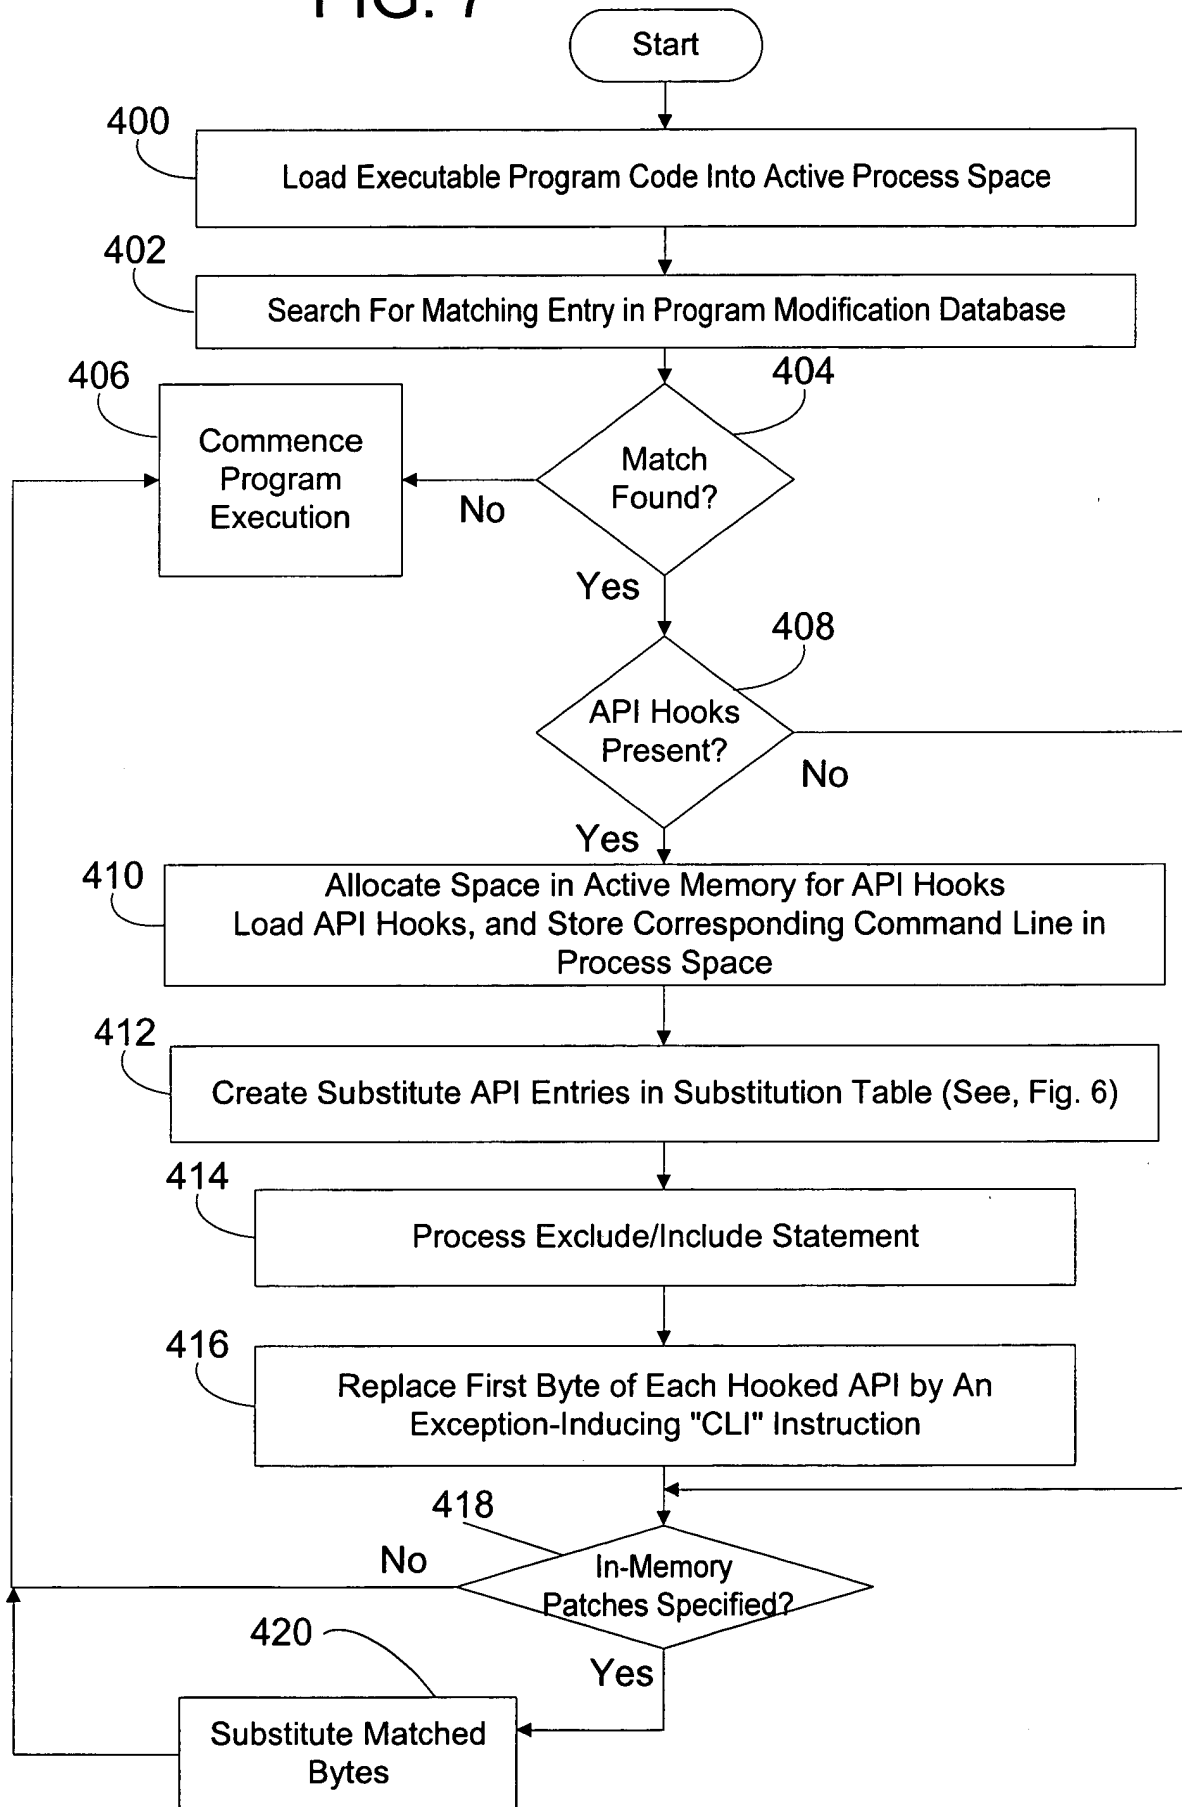 FIG. 7
Start
400
Load Executable Program Code Into Active Process Space
402
Search For Matching Entry in Program Modification Database
404
406
Commence
Program
Execution
Match
Found?
No
Yes
408
API Hooks
Present?
No
Yes
410
Allocate Space in Active Memory for API Hooks
Load API Hooks, and Store Corresponding Command Line in
Process Space
412
Create Substitute API Entries in Substitution Table (See, Fig. 6)
414
Process Exclude/Include Statement
416
Replace First Byte of Each Hooked API by An
Exception-Inducing "CLI" Instruction
418
No
In-Memory
Patches Specified?
420
Yes
Substitute Matched
Bytes